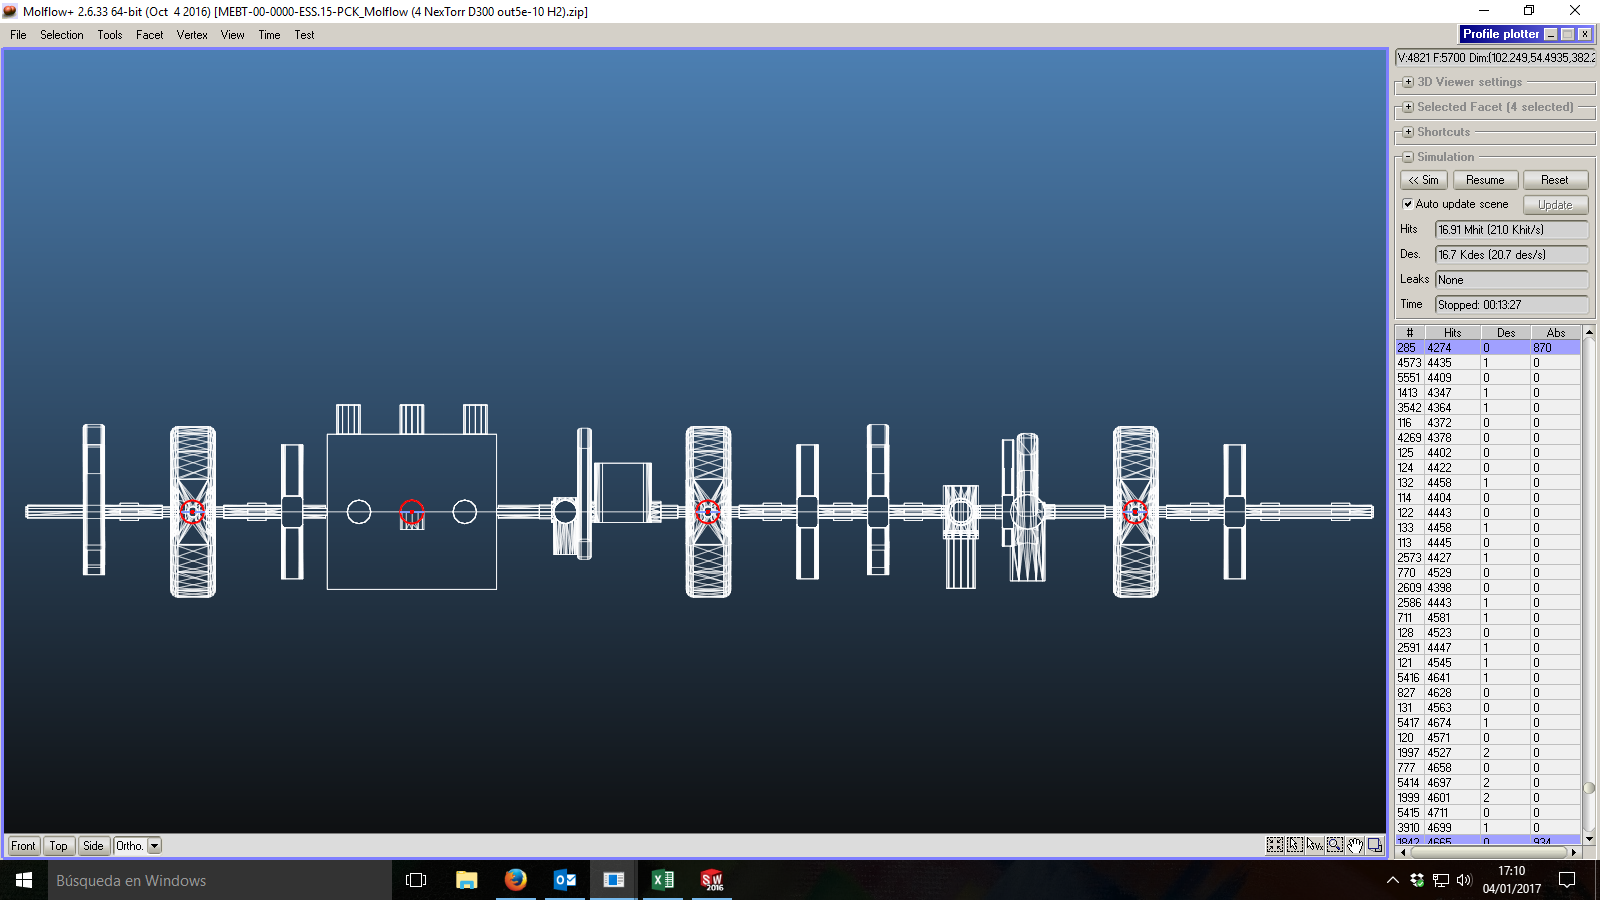 Molflow+ 2.6.33 64-bit (Oct  4 2016) [MEBT-00-0000-ESS.15-PCK_Molflow (4 NexTorr D300 out5e-10 H2).zip]
File Selection Tools Facet Vertex View Time Test
Profile plotter
V:4821 F:5700 Dim:(102.249,54.4935,382.2
3D Viewer settings
Selected Facet (4 selected)
Shortcuts
Simulation
<< Sim Resume Reset
Auto update scene Update
Hits 16.91 Mhit (21.0 Khit/s)
Des. 16.7 Kdes (20.7 des/s)
Leaks None
Time Stopped: 00:13:27
# Hits Des Abs
285 4274 0 870
4573 4435 1 0
5551 4409 0 0
1413 4347 1 0
3542 4364 1 0
116 4372 0 0
4269 4378 0 0
125 4402 0 0
124 4422 0 0
132 4458 1 0
114 4404 0 0
122 4443 0 0
133 4458 1 0
113 4445 0 0
2573 4427 1 0
770 4529 0 0
2609 4398 0 0
2586 4443 1 0
711 4581 1 0
128 4523 0 0
2591 4447 1 0
121 4545 1 0
5416 4641 1 0
827 4628 0 0
131 4563 0 0
5417 4674 1 0
120 4571 0 0
1997 4527 2 0
777 4658 0 0
5414 4697 2 0
1999 4601 2 0
5415 4711 0 0
3910 4699 1 0
1842 4665 0 934
Front Top Side Ortho.
Búsqueda en Windows
17:10
04/01/2017